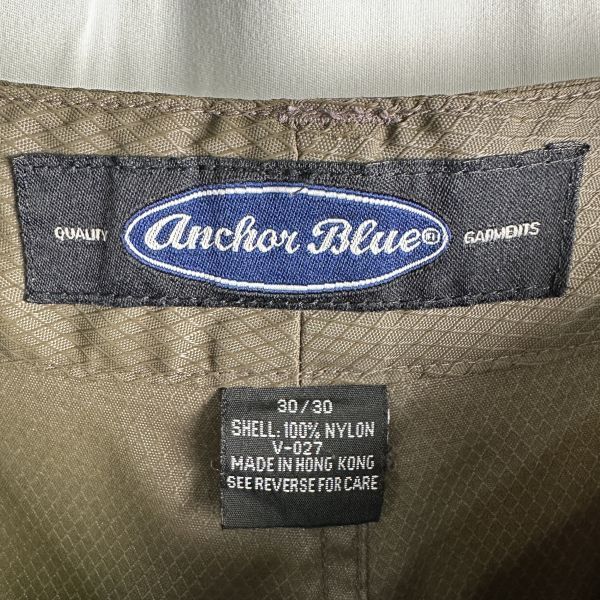 QUALITY Anchor Blue® GARMENTS
30/30
SHELL: 100% NYLON
V-027
MADE IN HONG KONG
SEE REVERSE FOR CARE